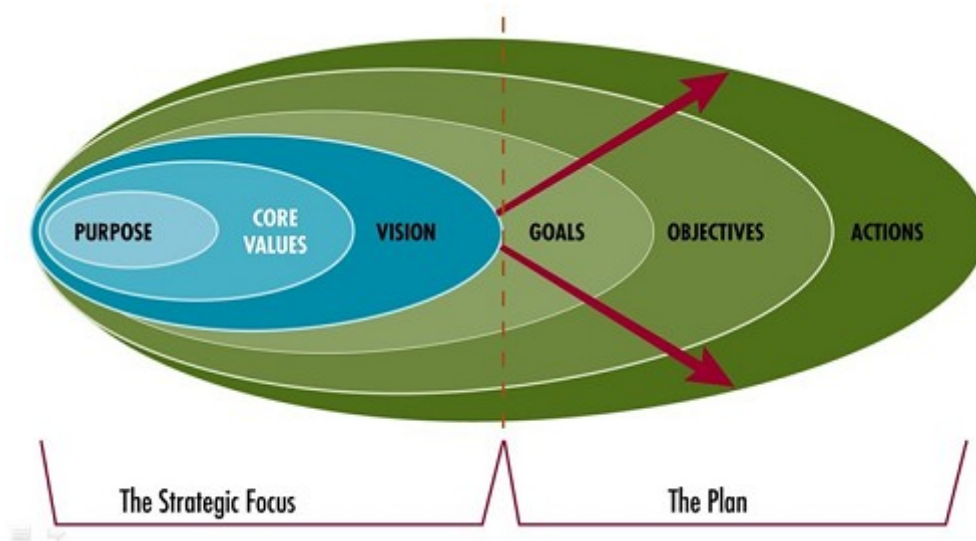 PURPOSE
CORE
VALUES
VISION
GOALS
OBJECTIVES
ACTIONS
The Strategic Focus
The Plan